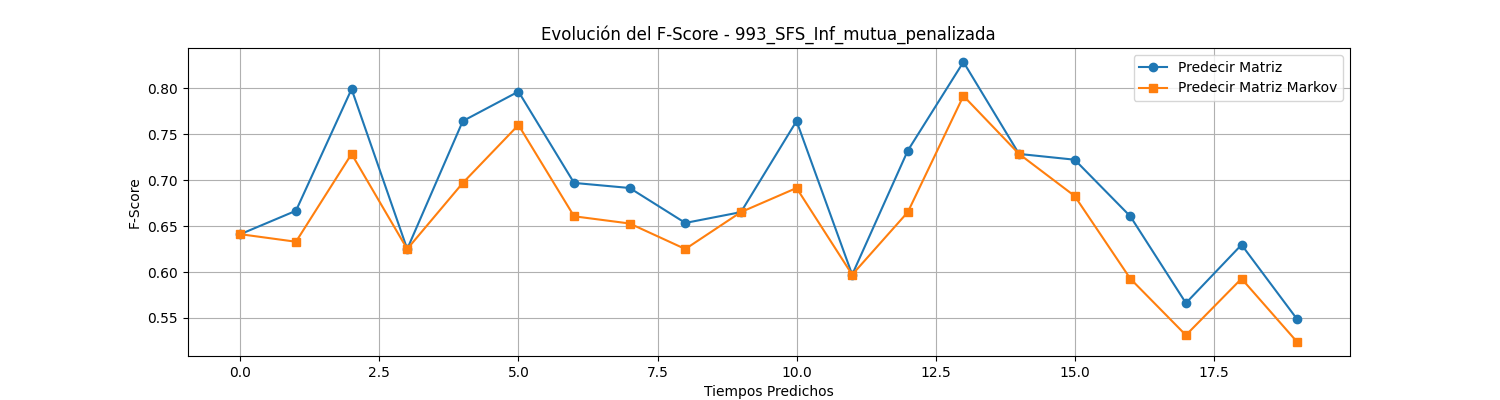 Evolución del F-Score - 993_SFS_Inf_mutua_penalizada
Predecir Matriz
Predecir Matriz Markov
F-Score
0.80
0.75
0.70
0.65
0.60
0.55
0.0 2.5 5.0 7.5 10.0 12.5 15.0 17.5
Tiempos Predichos